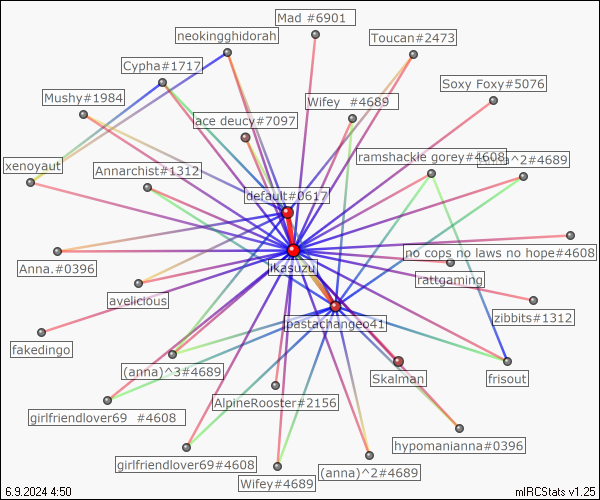 Mad #6901
neokingghidorah
Toucan#2473
Cypha#1717
Soxy Foxy#5076
Mushy#1984
Wifey  #4689
ace deucy#7097
ramshackle gorey#4608
^2#4689
xenoyaut
Annarchist#1312
default#0617
no cops no laws no hope#4608
ikasuzu
Anna.#0396
rattgaming
avelicious
zibbits#1312
pastachangeo41
fakedingo
(anna)^3#4689
Skalman
frisout
AlpineRooster#2156
girlfriendlover69  #4608
hypomanianna#0396
girlfriendlover69#4608
(anna)^2#4689
Wifey#4689
6.9.2024 4:50
mIRCStats v1.25